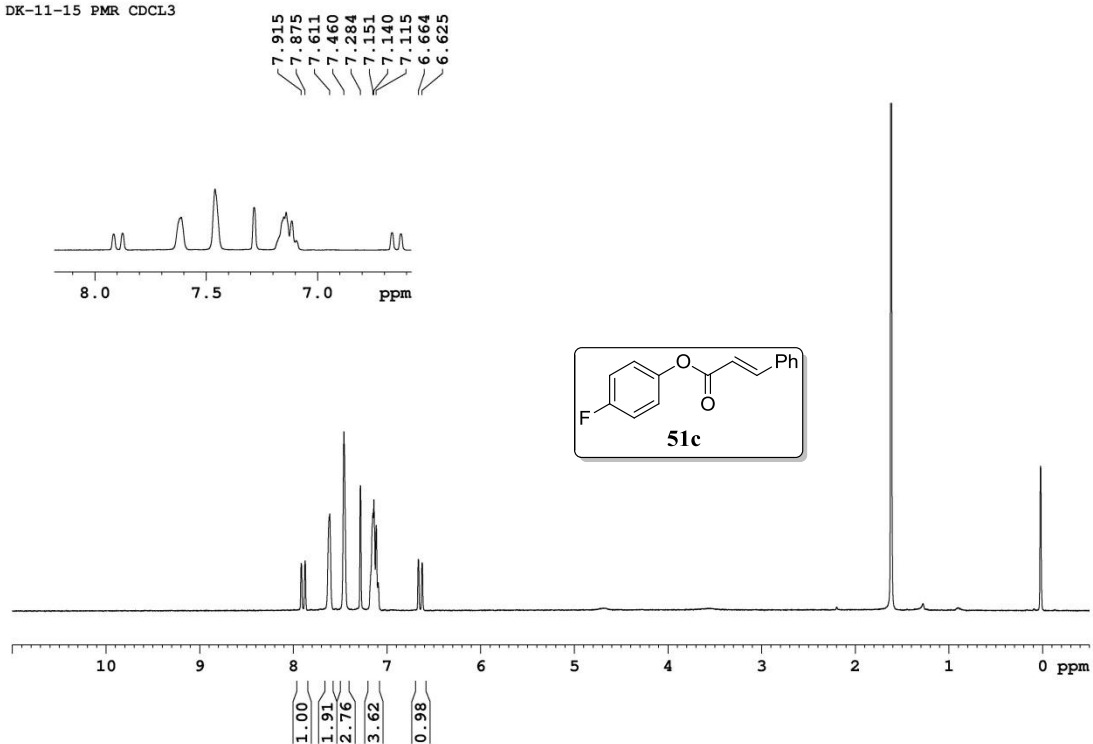 DK-11-15 PMR CDCL3
7.915
7.875
7.611
7.460
7.284
7.151
7.140
7.115
6.664
6.625
8.0 7.5 7.0 ppm
O Ph
O
F
51c
10 9 8 7 6 5 4 3 2 1 0 ppm
1.00
1.91
2.76
3.62
0.98